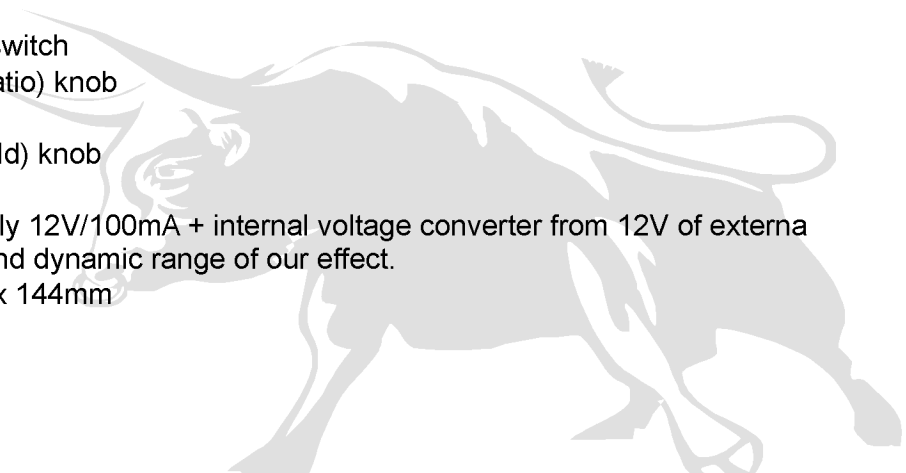 witch
atio) knob
ld) knob
ly 12V/100mA + internal voltage converter from 12V of externa
nd dynamic range of our effect.
x 144mm